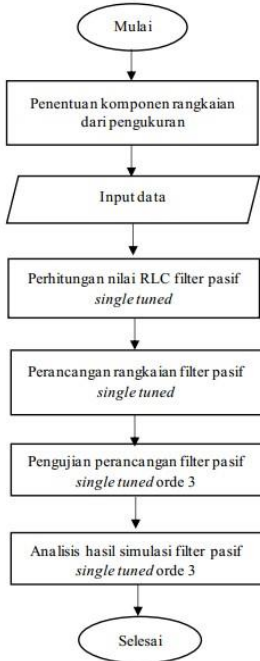 Mulai
Penentuan komponen rangkaian
dari pengukuran
Input data
Perhitungan nilai RLC filter pasif
single tuned
Perancangan rangkaian filter pasif
single tuned
Pengujian perancangan filter pasif
single tuned orde 3
Analisis hasil simulasi filter pasif
single tuned orde 3
Selesai